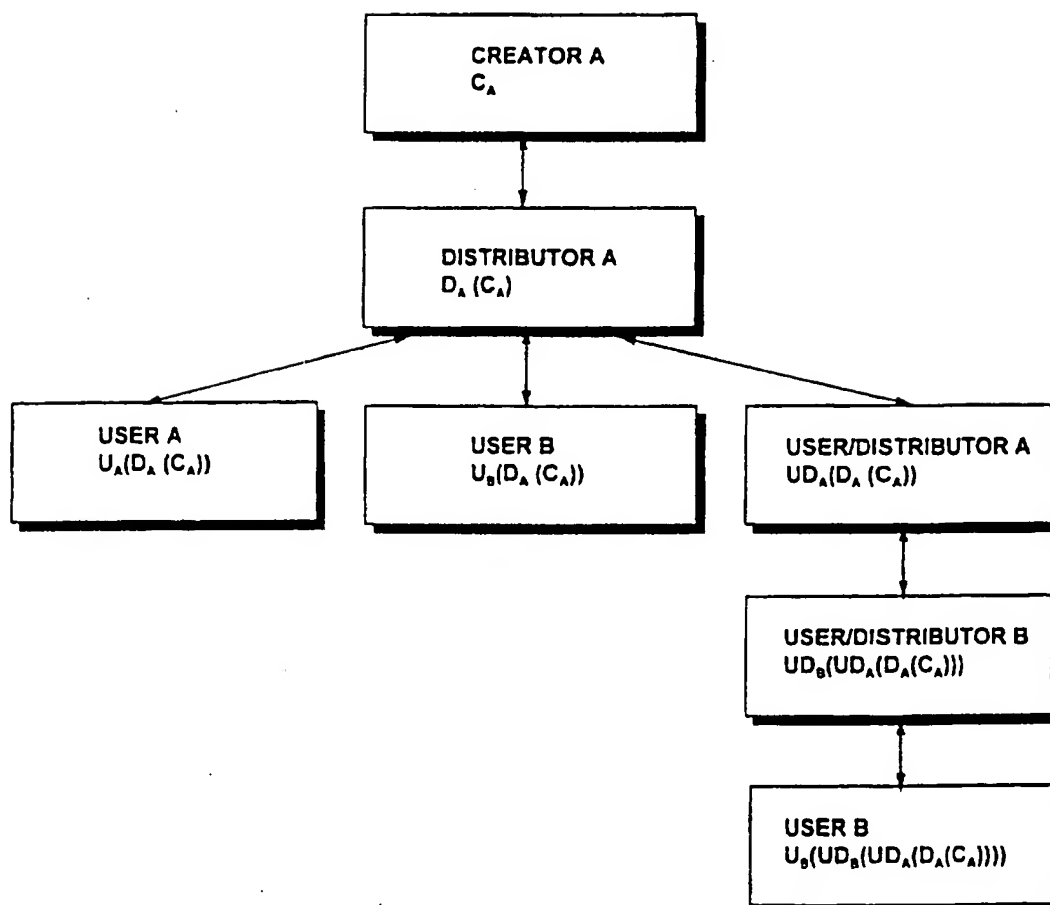 CREATOR A
C_A
DISTRIBUTOR A
D_A (C_A)
USER A
U_A(D_A (C_A))
USER B
U_B(D_A (C_A))
USER/DISTRIBUTOR A
UD_A(D_A (C_A))
USER/DISTRIBUTOR B
UD_B(UD_A(D_A(C_A)))
USER B
U_B(UD_B(UD_A(D_A(C_A))))